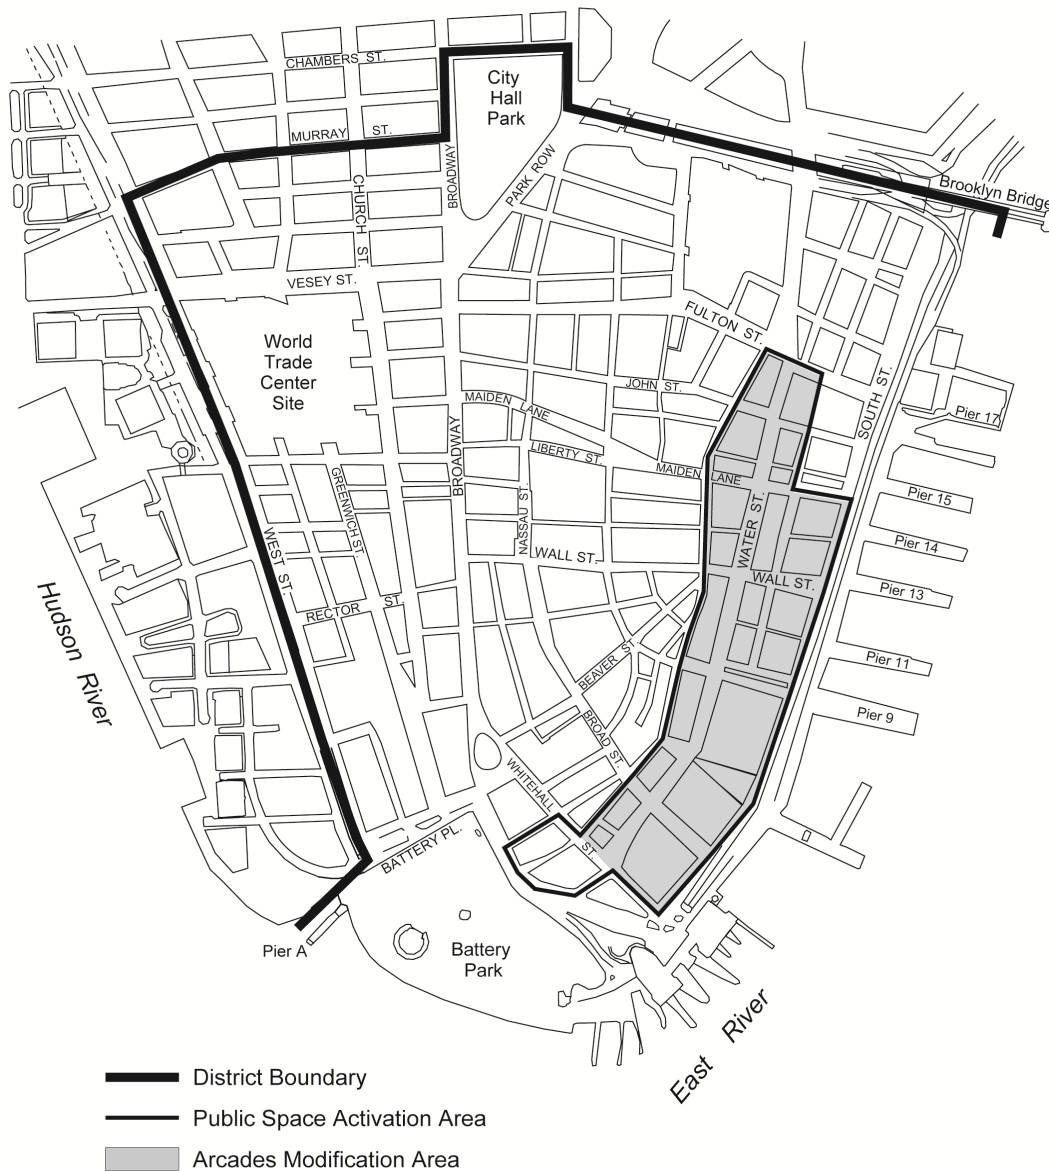 CHAMBERS ST.
City
Hall
Park
MURRAY ST.
BROADWAY
PARK ROW
CHURCH ST.
Brooklyn Bridge
VESEY ST.
FULTON ST.
World
Trade
Center
Site
JOHN ST.
SOUTH ST.
MAIDEN LANE
Pier 17
BROADWAY
LIBERTY ST.
MAIDEN LANE
GREENWICH ST.
NASSAU ST.
WATER ST.
Pier 15
Pier 14
WEST ST.
WALL ST.
WALL ST.
Pier 13
RECTOR ST.
Hudson River
BEAVER ST.
Pier 11
BROAD ST.
Pier 9
WHITEHALL ST.
BATTERY PL.
Pier A
Battery
Park
East River
District Boundary
Public Space Activation Area
Arcades Modification Area